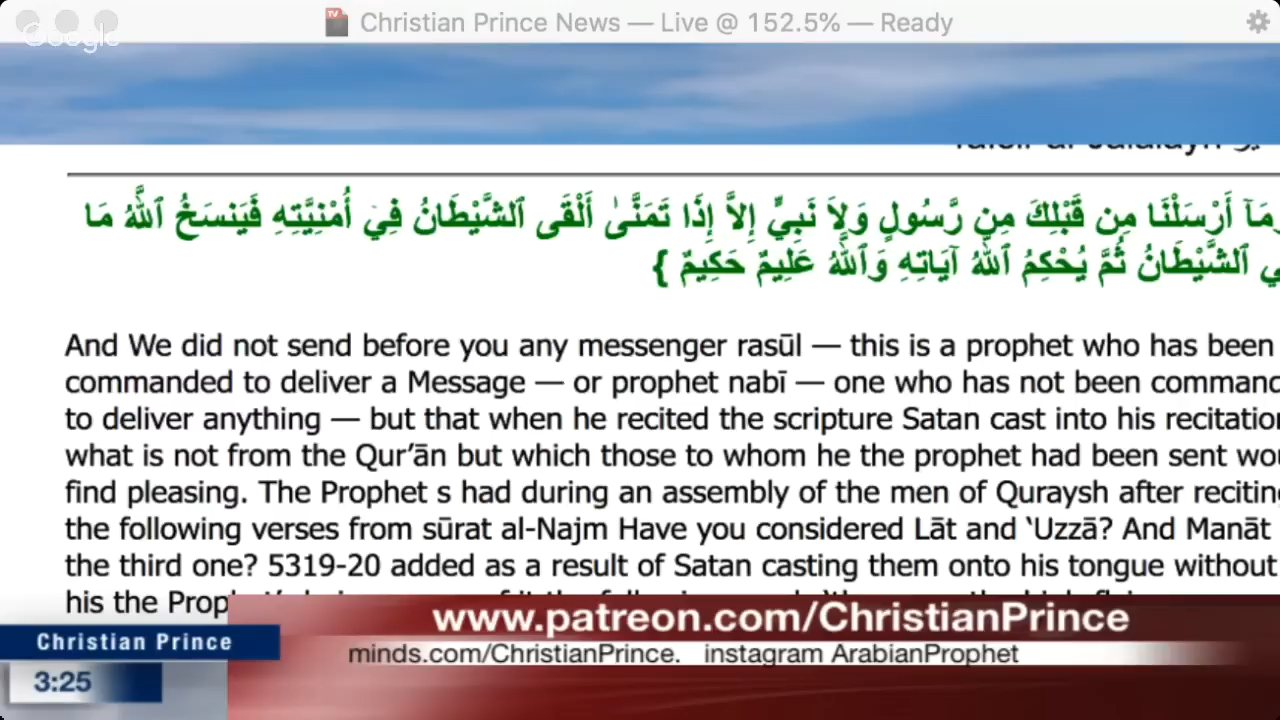 Christian Prince News — Live @ 152.5% — Ready
Google
مَآ أَرْسَلْنَا مِن قَبْلِكَ مِن رَّسُولٍ وَلاَ نَبِيٍّ إِلاَّ إِذَا تَمَنَّىٰ أَلْقَى ٱلشَّيْطَانُ فِيۤ أُمْنِيَّتِهِ فَيَنسَخُ ٱللَّهُ مَا
ي ٱلشَّيْطَانُ ثُمَّ يُحْكِمُ ٱللَّهُ آيَاتِهِ وَٱللَّهُ عَلِيمٌ حَكِيمٌ }
And We did not send before you any messenger rasūl — this is a prophet who has been
commanded to deliver a Message — or prophet nabī — one who has not been commanc
to deliver anything — but that when he recited the scripture Satan cast into his recitation
what is not from the Qur’ān but which those to whom he the prophet had been sent wou
find pleasing. The Prophet s had during an assembly of the men of Quraysh after reciting
the following verses from sūrat al-Najm Have you considered Lāt and ‘Uzzā? And Manāt
the third one? 5319-20 added as a result of Satan casting them onto his tongue without
his the Prop
www.patreon.com/ChristianPrince
Christian Prince
minds.com/ChristianPrince. instagram ArabianProphet
3:25